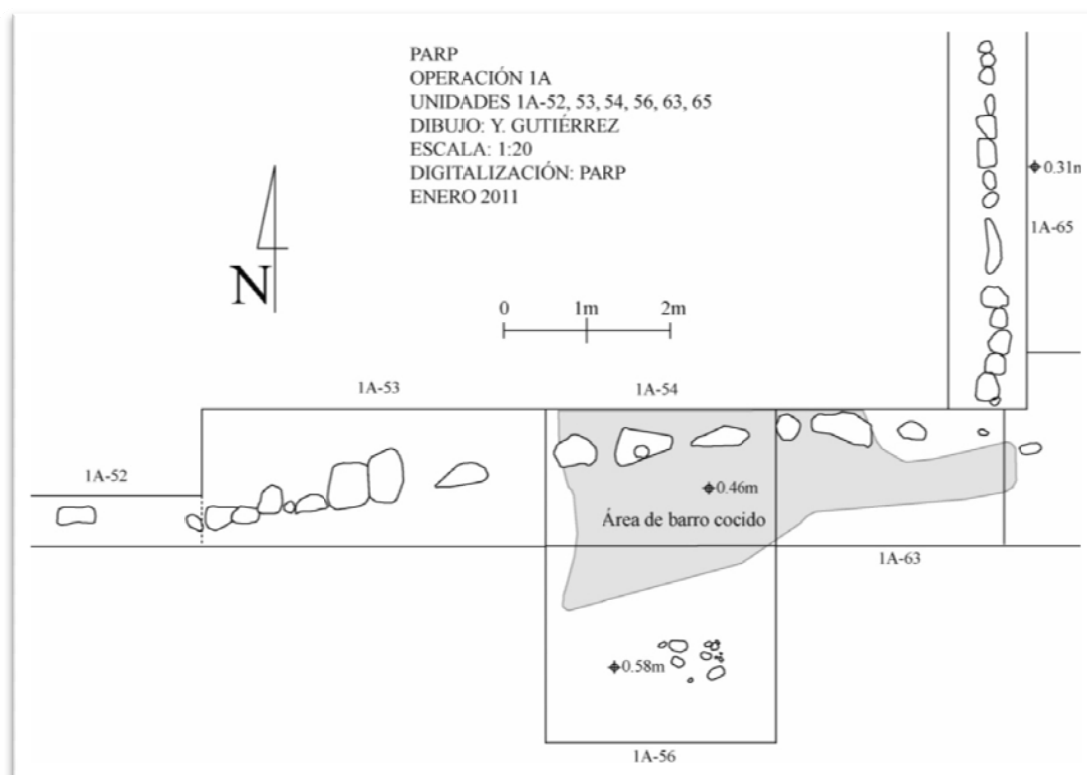 PARP
OPERACIÓN 1A
UNIDADES 1A-52, 53, 54, 56, 63, 65
DIBUJO: Y. GUTIÉRREZ
ESCALA: 1:20
DIGITALIZACIÓN: PARP
ENERO 2011
0.31m
1A-65
N
0 1m 2m
1A-53 1A-54
1A-52
0.46m
Área de barro cocido
1A-63
0.58m
1A-56